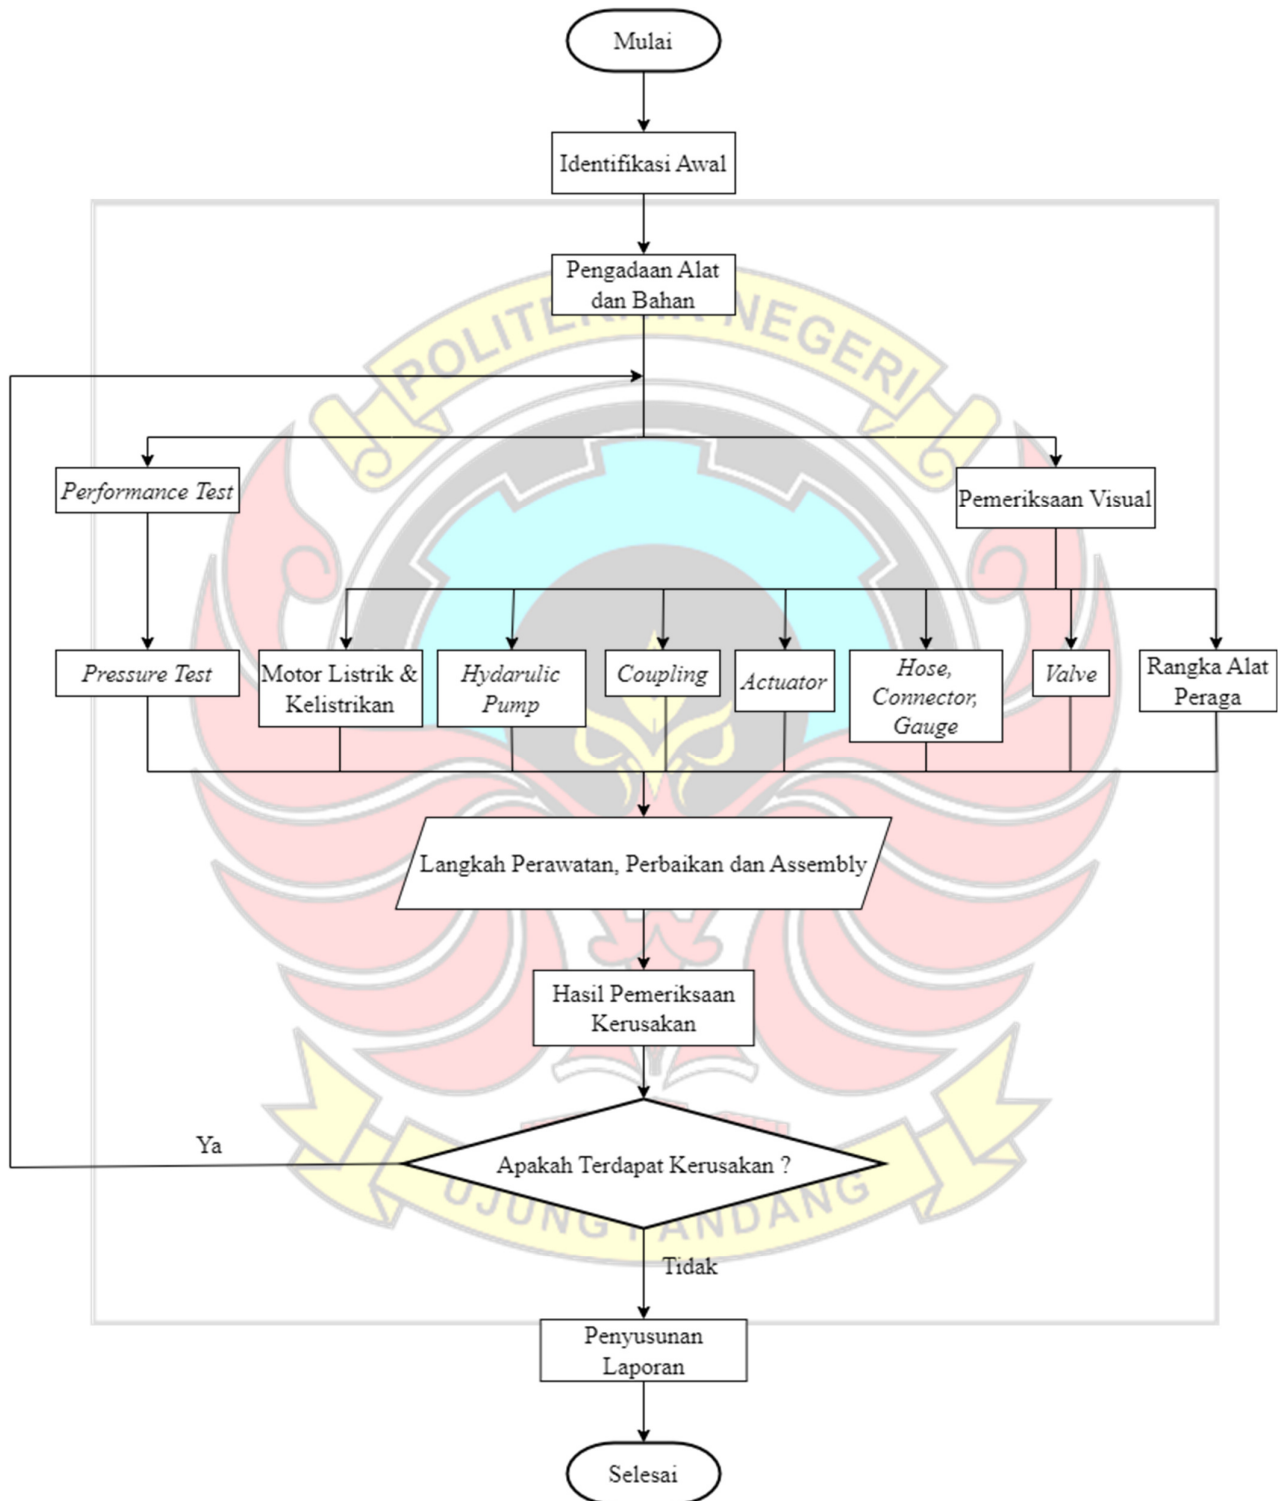 Mulai
Identifikasi Awal
Pengadaan Alat
dan Bahan
POLITEKNIK NEGERI
Performance Test
Pemeriksaan Visual
Pressure Test
Motor Listrik &
Kelistrikan
Hydarulic
Pump
Coupling
Actuator
Hose,
Connector,
Gauge
Valve
Rangka Alat
Peraga
Langkah Perawatan, Perbaikan dan Assembly
Hasil Pemeriksaan
Kerusakan
Ya
Apakah Terdapat Kerusakan ?
UJUNG PANDANG
Tidak
Penyusunan
Laporan
Selesai